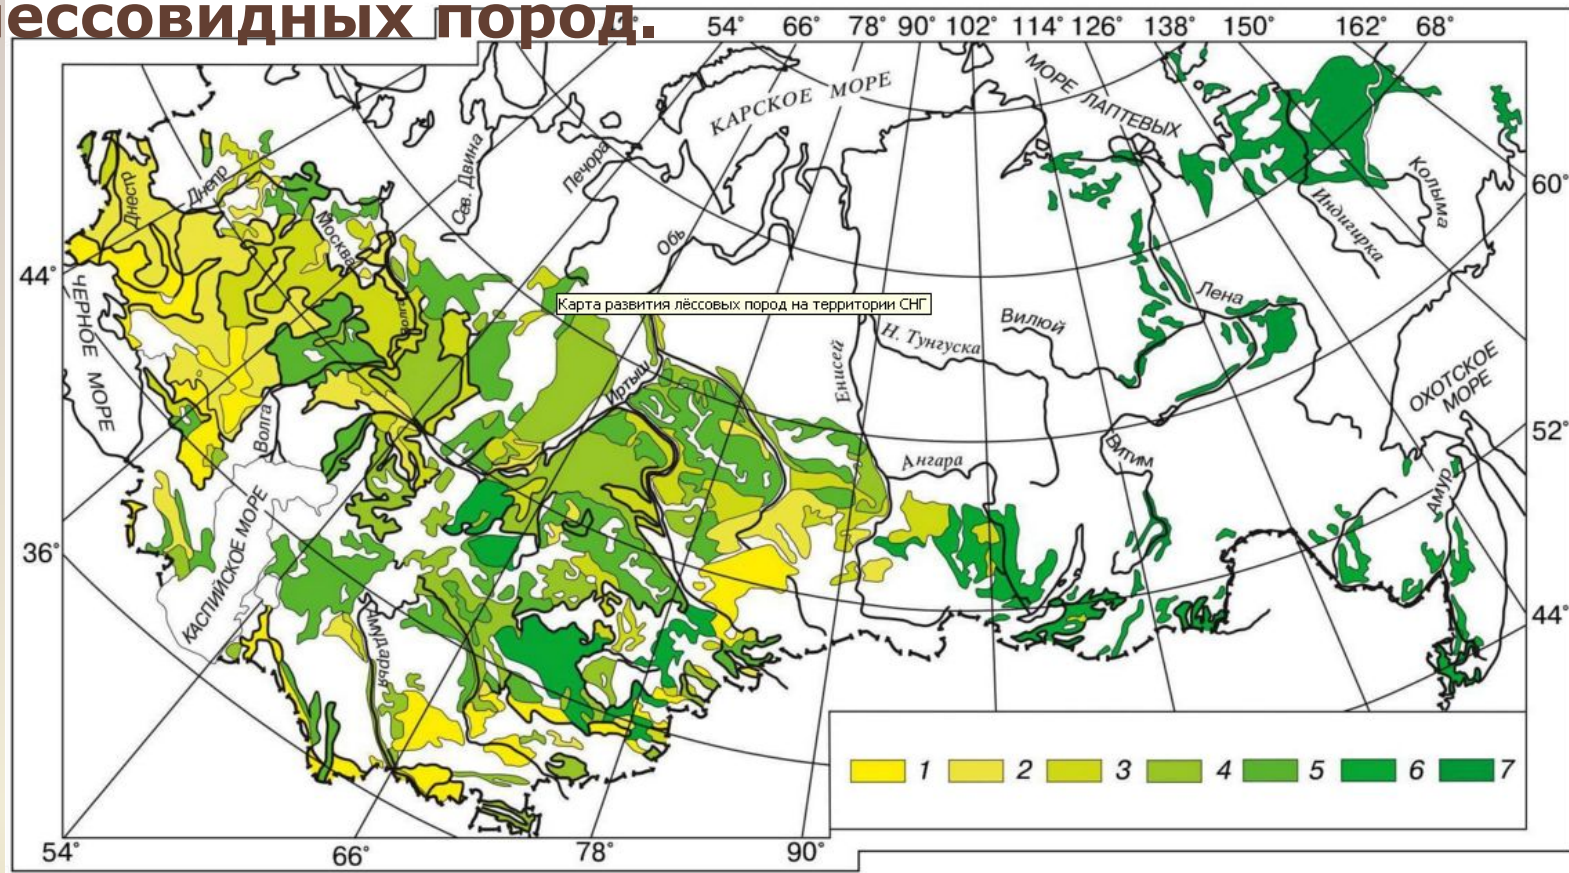 лессовидных пород.
54° 66° 78° 90° 102° 114° 126° 138° 150° 162° 68°
МОРЕ ЛАПТЕВЫХ
КАРСКОЕ МОРЕ
Сев. Двина
Печора
Днепр
Днестр
Москва
Колыма
60°
Индигирка
Обь
44°
ЧЕРНОЕ МОРЕ
Карта развития лёссовых пород на территории СНГ
Лена
Волга
Вилюй
Н. Тунгуска
Енисей
Иртыш
ОХОТСКОЕ
МОРЕ
Волга
52°
Витим
Ангара
Амур
КАСПИЙСКОЕ МОРЕ
36°
44°
Амударья
1 2 3 4 5 6 7
54° 66° 78° 90°